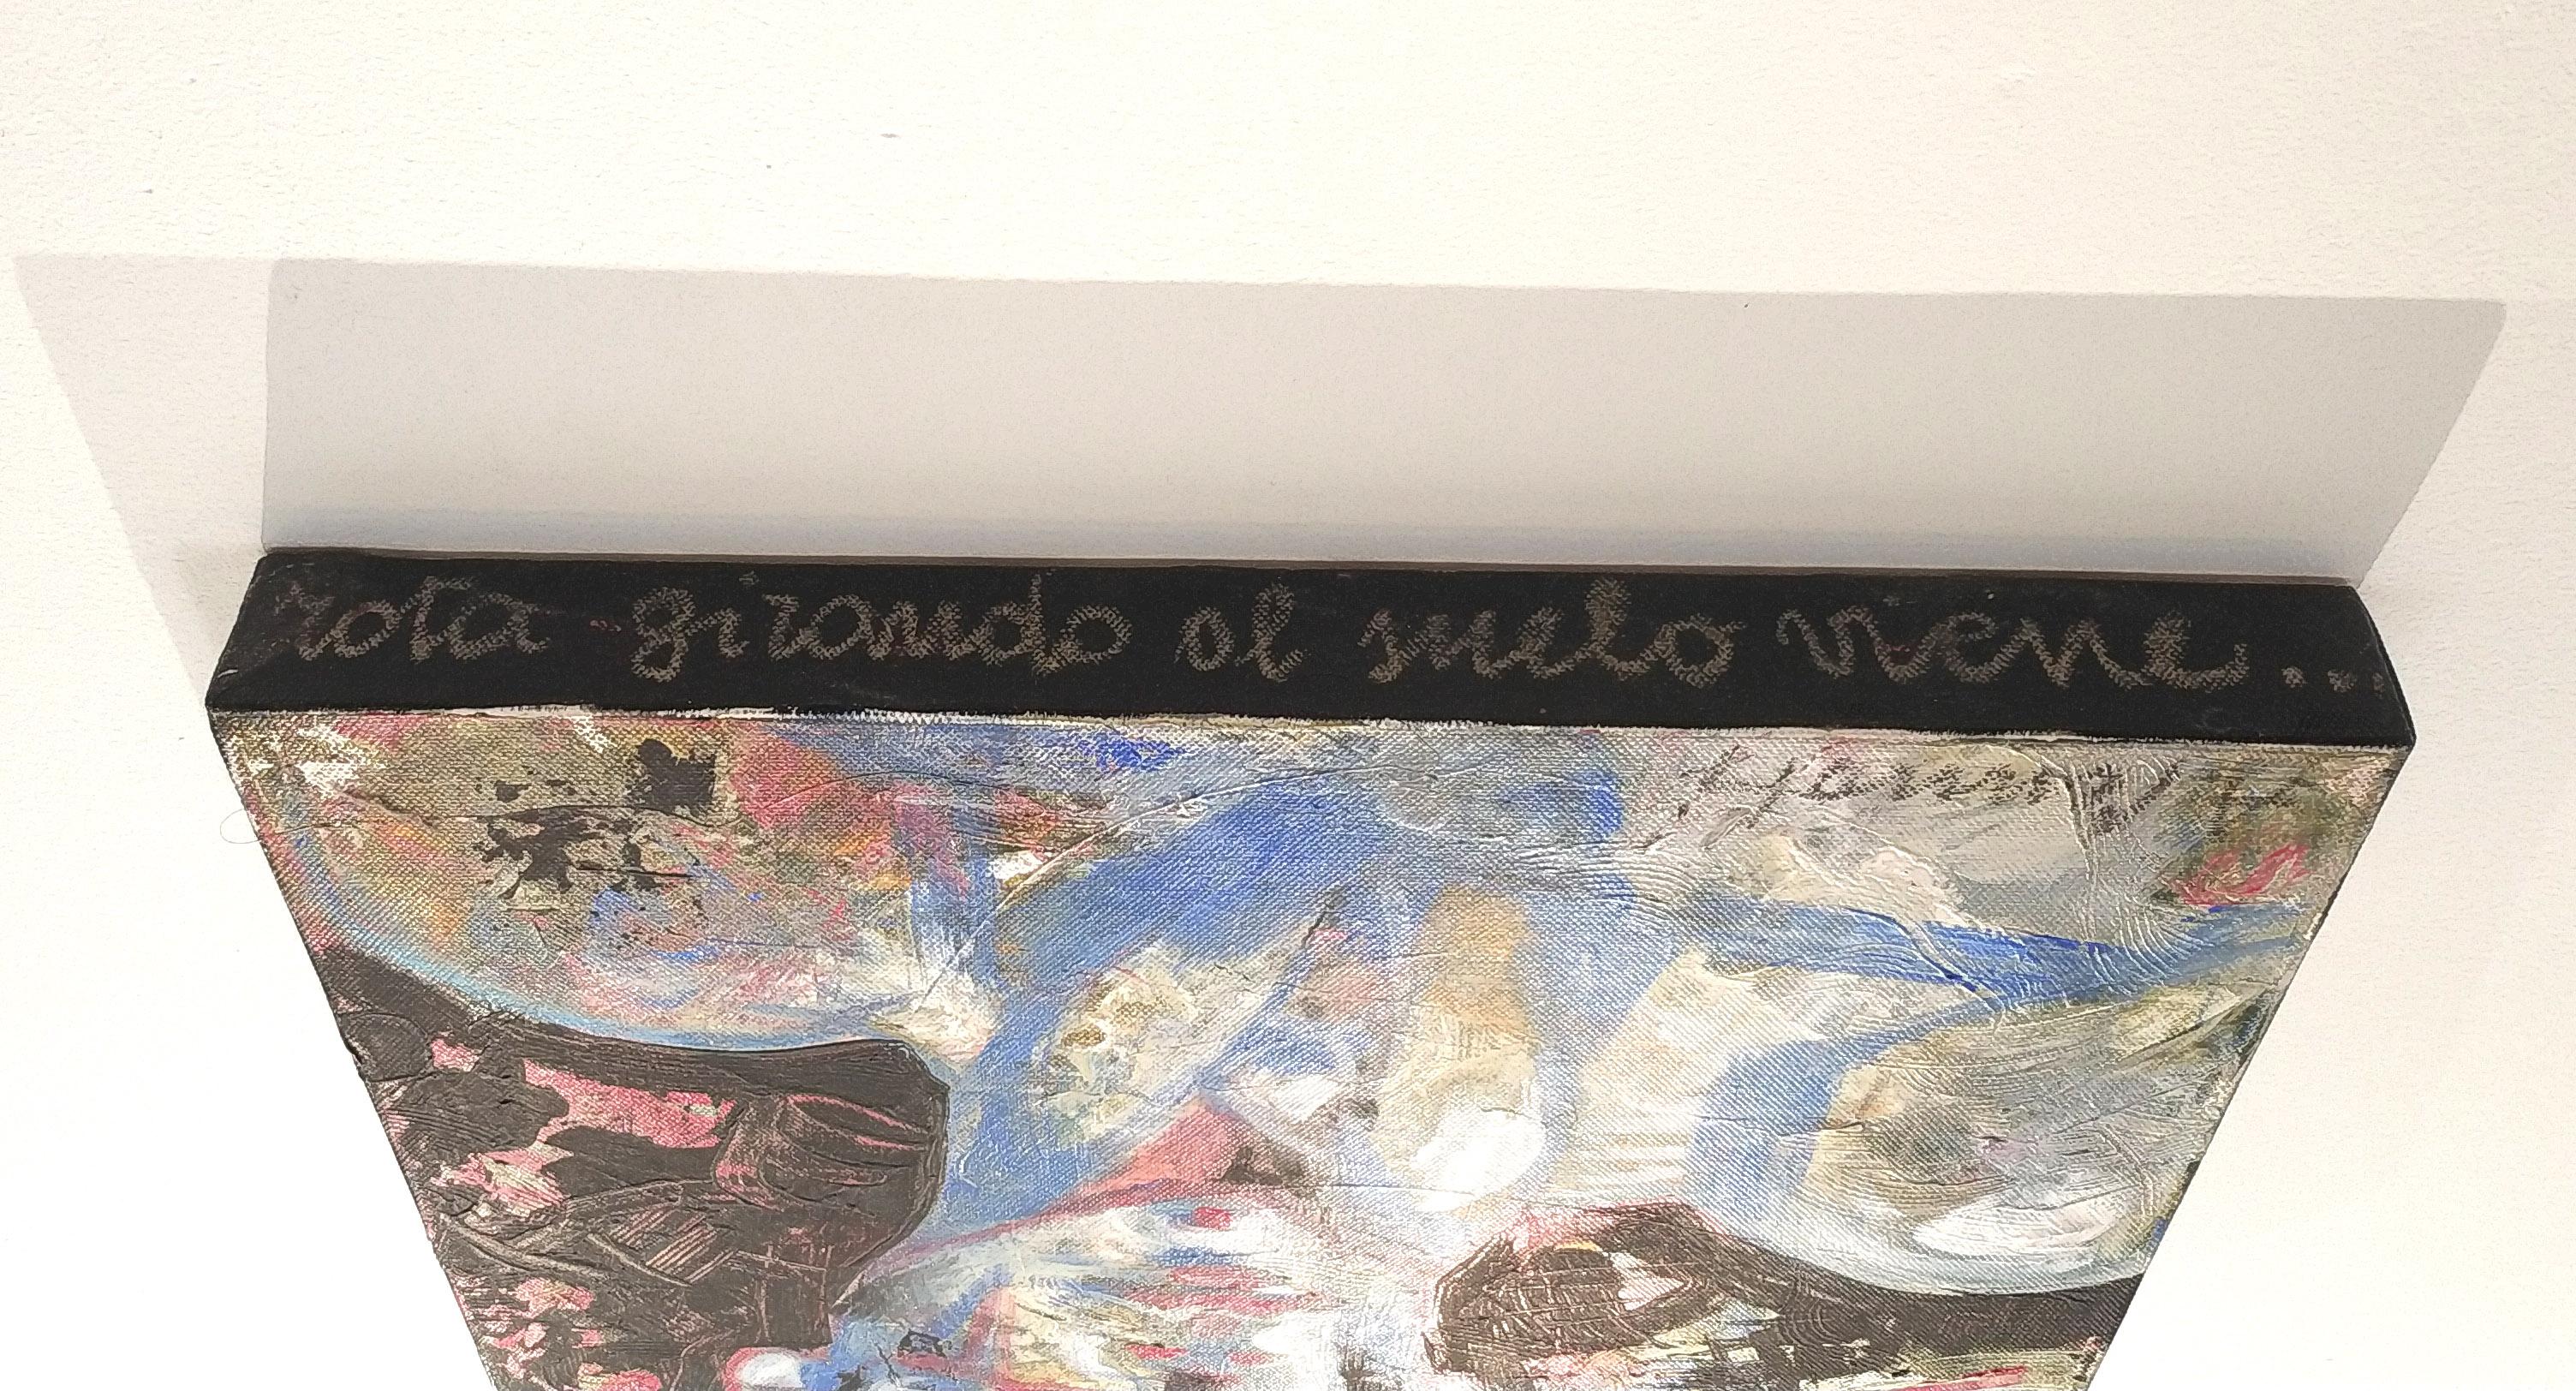 rota girando al suelo viene...